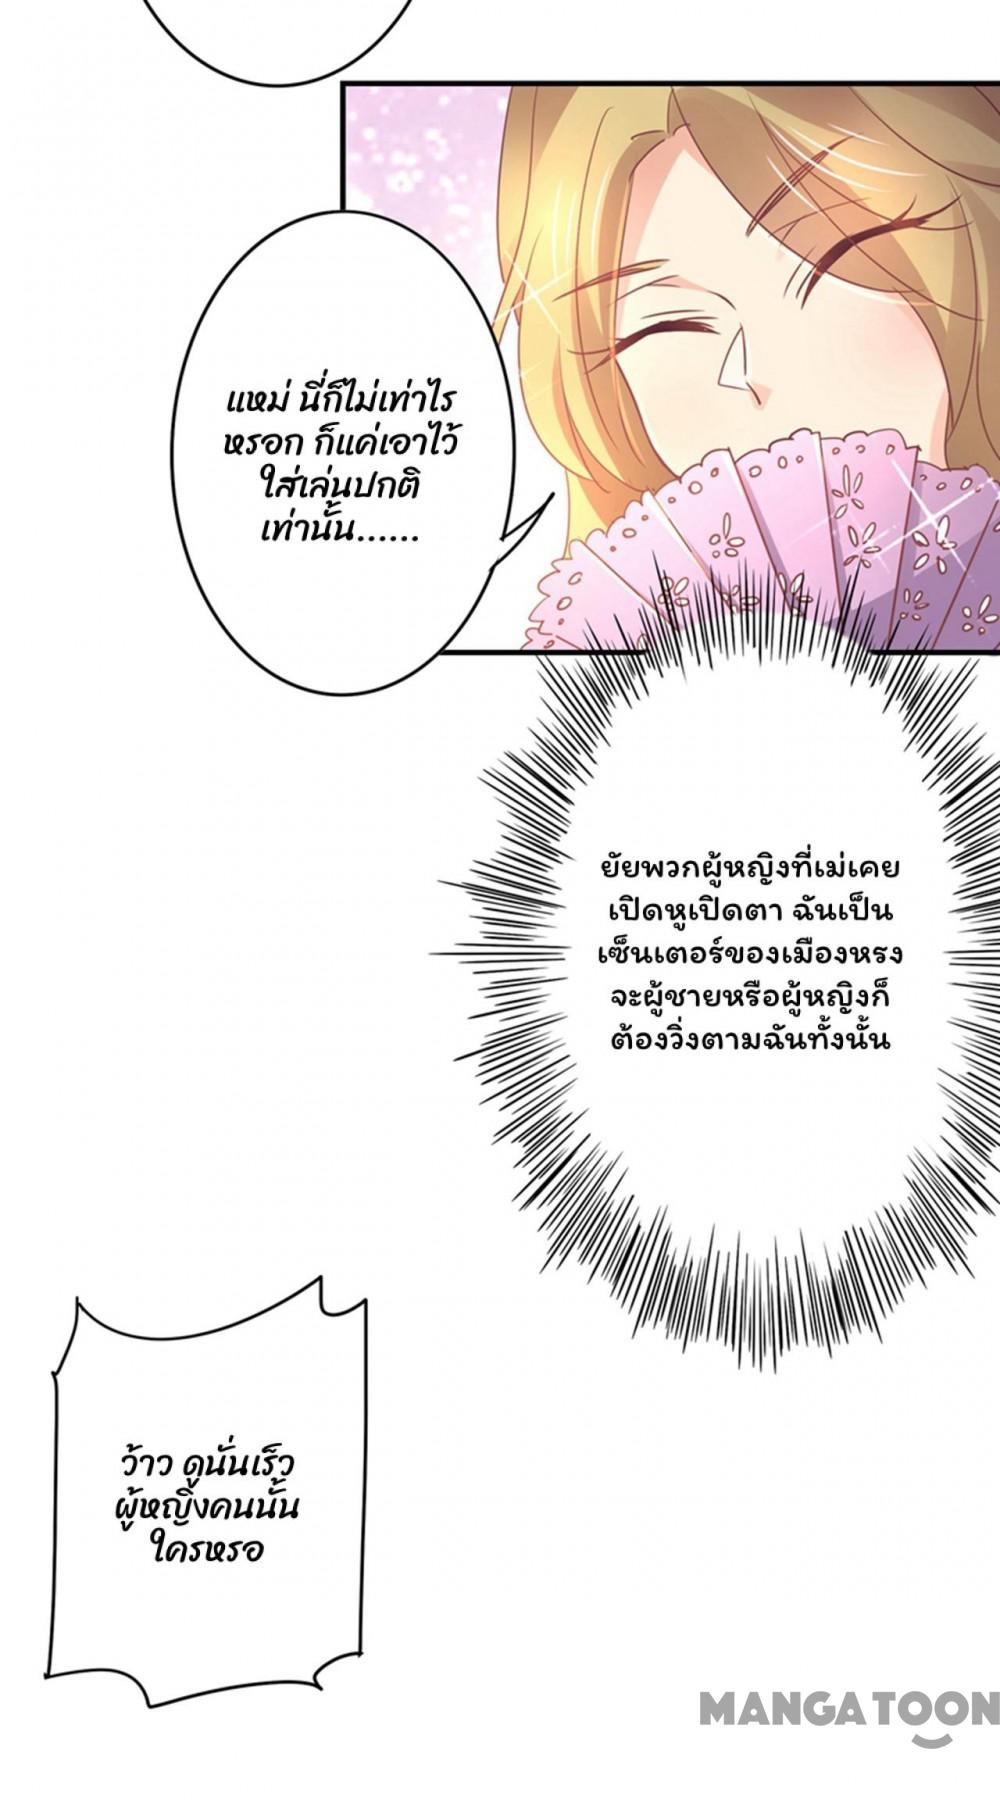 แหม่ นี่ก็ไม่เท่าไร
หรอก ก็แค่เอาไว้
ใส่เล่นปกติ
เท่านั้น......
ยัยพวกผู้หญิงที่ไม่เคย
เปิดหูเปิดตา ฉันเป็น
เซ็นเตอร์ของเมืองหรง
จะผู้ชายหรือผู้หญิงก็
ต้องวิ่งตามฉันทั้งนั้น
ว้าว ดูนั่นเร็ว
ผู้หญิงคนนั้น
ใครหรอ
MANGATOON